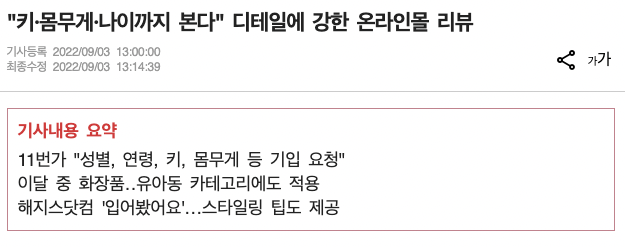 "키·몸무게·나이까지 본다" 디테일에 강한 온라인몰 리뷰
기사등록 2022/09/03 13:00:00
최종수정 2022/09/03 13:14:39
가가
기사내용 요약
11번가 "성별, 연령, 키, 몸무게 등 기입 요청"
이달 중 화장품‥유아동 카테고리에도 적용
해지스닷컴 '입어봤어요'…스타일링 팁도 제공